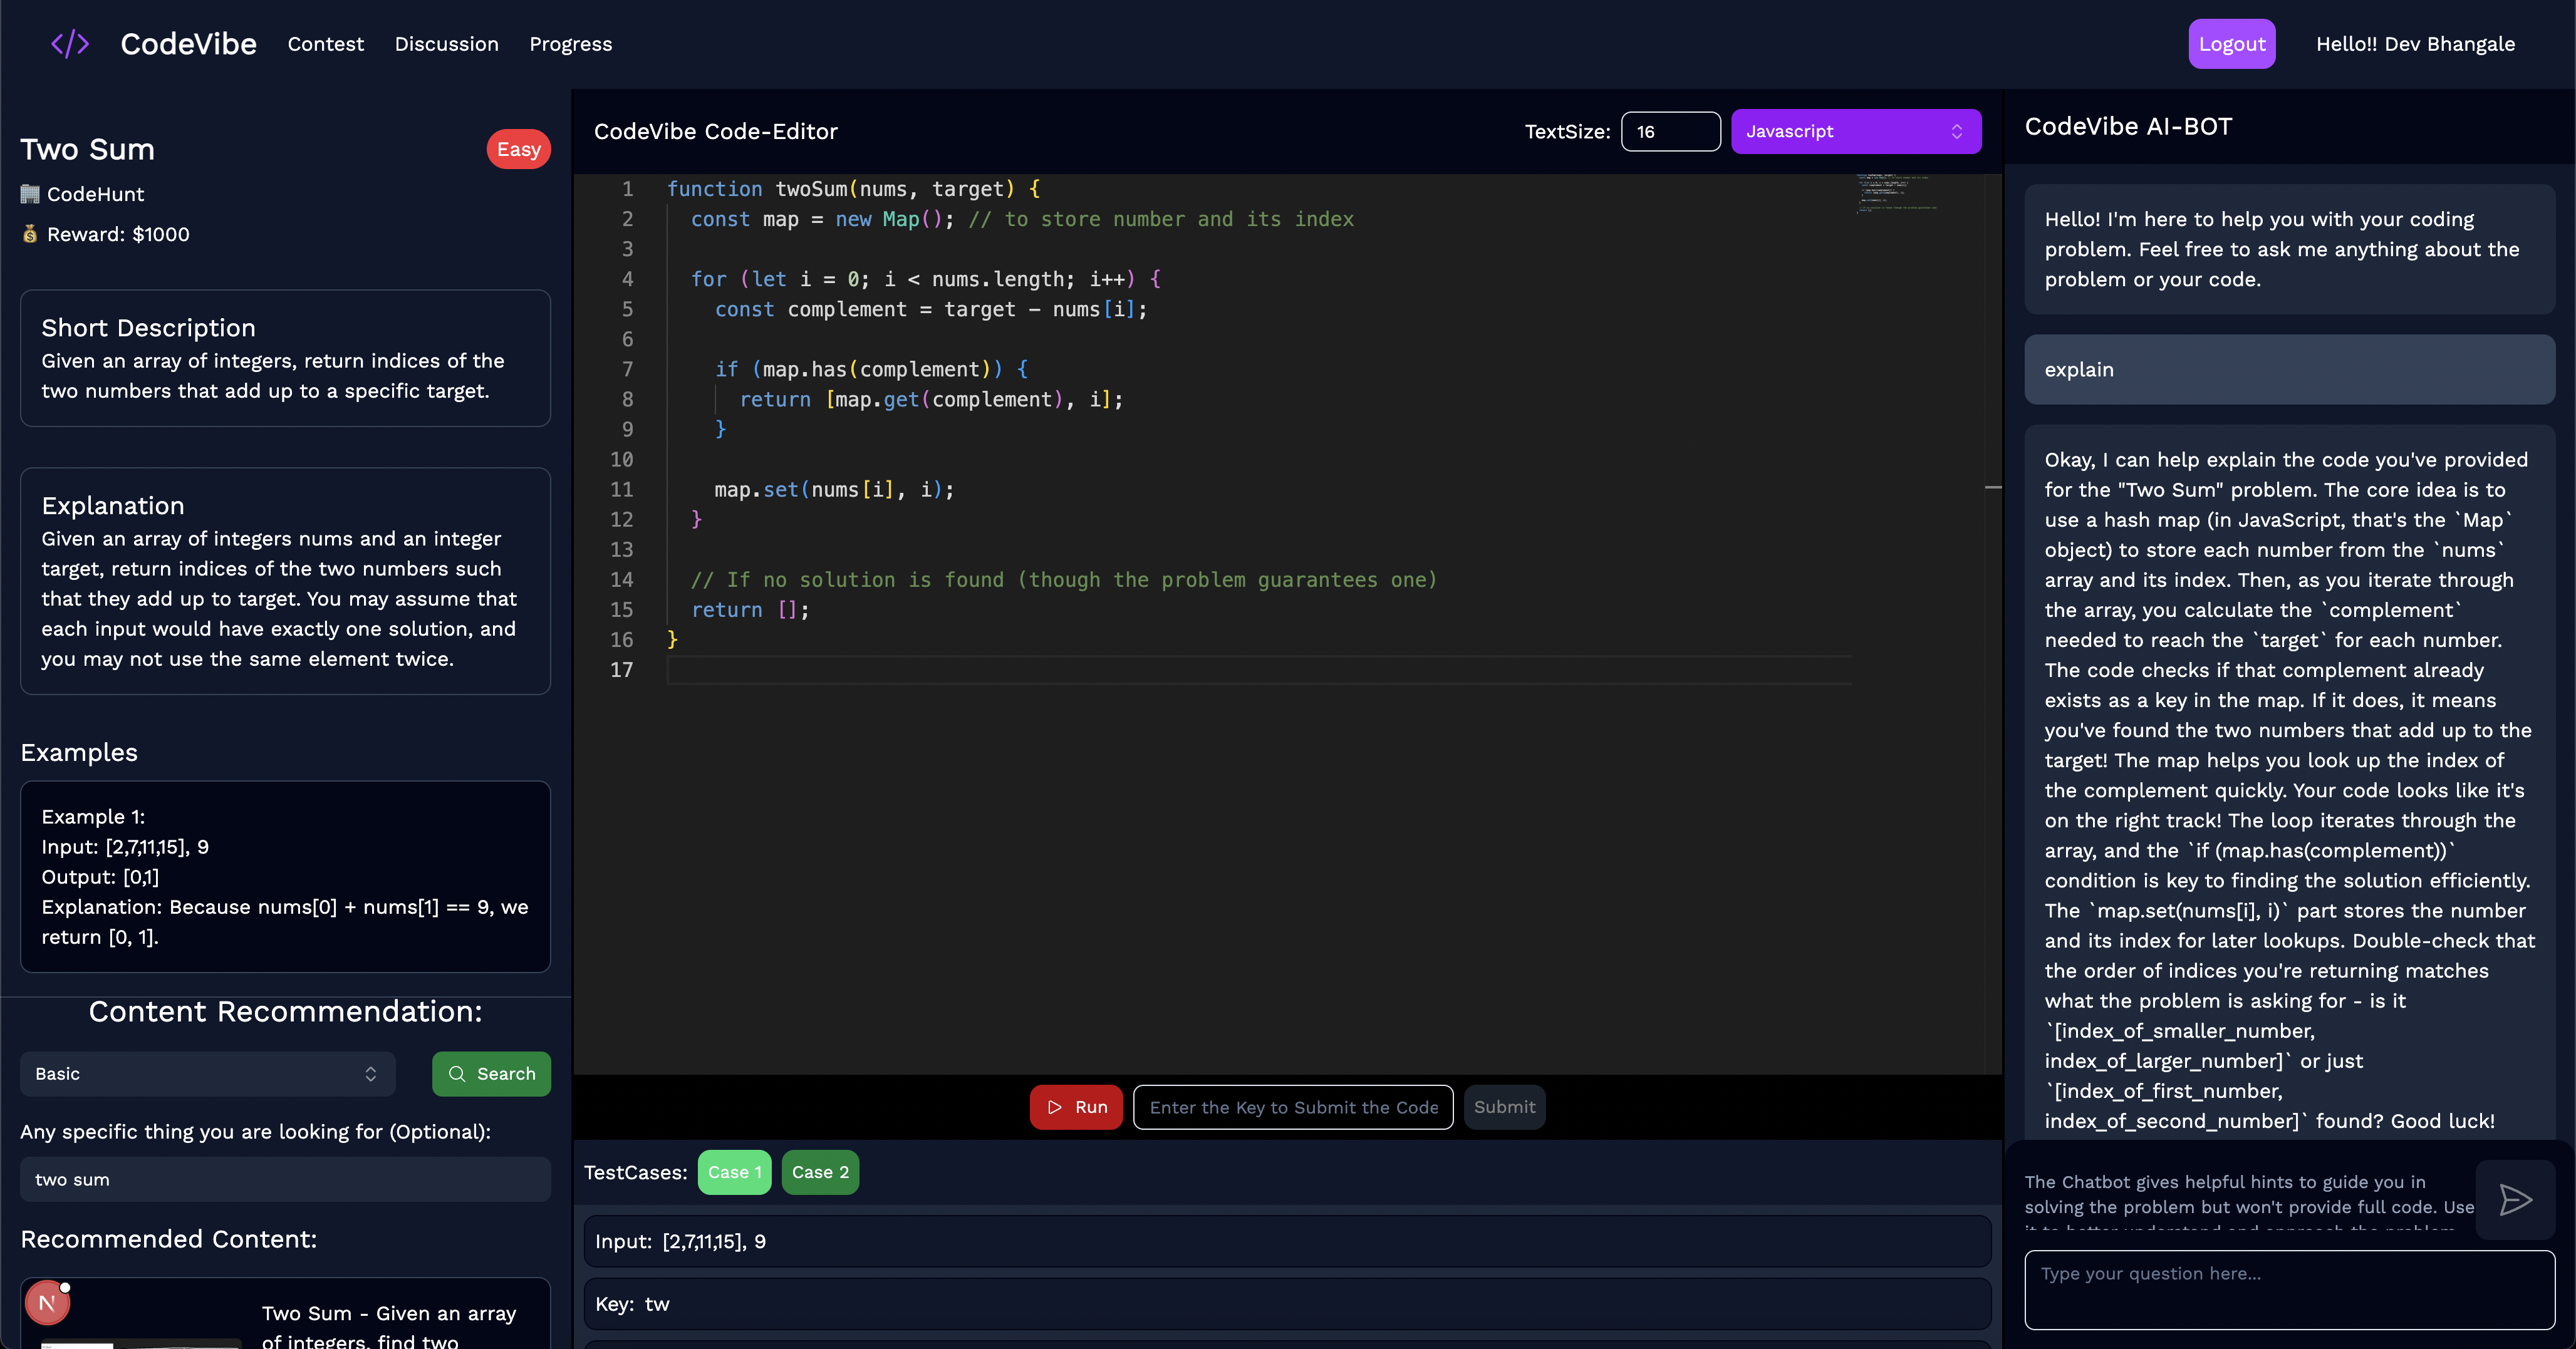 </> CodeVibe Contest Discussion Progress Logout Hello!! Dev Bhangale
Two Sum
Easy
CodeHunt
Reward: $1000
Short Description
Given an array of integers, return indices of the
two numbers that add up to a specific target.
Explanation
Given an array of integers nums and an integer
target, return indices of the two numbers such
that they add up to target. You may assume that
each input would have exactly one solution, and
you may not use the same element twice.
Examples
Example 1:
Input: [2,7,11,15], 9
Output: [0,1]
Explanation: Because nums[0] + nums[1] == 9, we
return [0, 1].
Content Recommendation:
Basic
Search
Any specific thing you are looking for (Optional):
two sum
Recommended Content:
N
Two Sum - Given an array
of integers, find two
CodeVibe Code-Editor
TextSize: 16 Javascript
1 function twoSum(nums, target) {
2 const map = new Map(); // to store number and its index
3
4 for (let i = 0; i < nums.length; i++) {
5 const complement = target - nums[i];
6
7 if (map.has(complement)) {
8 return [map.get(complement), i];
9 }
10
11 map.set(nums[i], i);
12 }
13
14 // If no solution is found (though the problem guarantees one)
15 return [];
16 }
17
Run
Enter the Key to Submit the Code
Submit
TestCases: Case 1 Case 2
Input: [2,7,11,15], 9
Key: tw
CodeVibe AI-BOT
Hello! I'm here to help you with your coding
problem. Feel free to ask me anything about the
problem or your code.
explain
Okay, I can help explain the code you've provided
for the "Two Sum" problem. The core idea is to
use a hash map (in JavaScript, that's the `Map`
object) to store each number from the `nums`
array and its index. Then, as you iterate through
the array, you calculate the `complement`
needed to reach the `target` for each number.
The code checks if that complement already
exists as a key in the map. If it does, it means
you've found the two numbers that add up to the
target! The map helps you look up the index of
the complement quickly. Your code looks like it's
on the right track! The loop iterates through the
array, and the `if (map.has(complement))`
condition is key to finding the solution efficiently.
The `map.set(nums[i], i)` part stores the number
and its index for later lookups. Double-check that
the order of indices you're returning matches
what the problem is asking for - is it
`[index_of_smaller_number,
index_of_larger_number]` or just
`[index_of_first_number,
index_of_second_number]` found? Good luck!
The Chatbot gives helpful hints to guide you in
solving the problem but won't provide full code. Use
it to better understand and approach the problem
Type your question here...